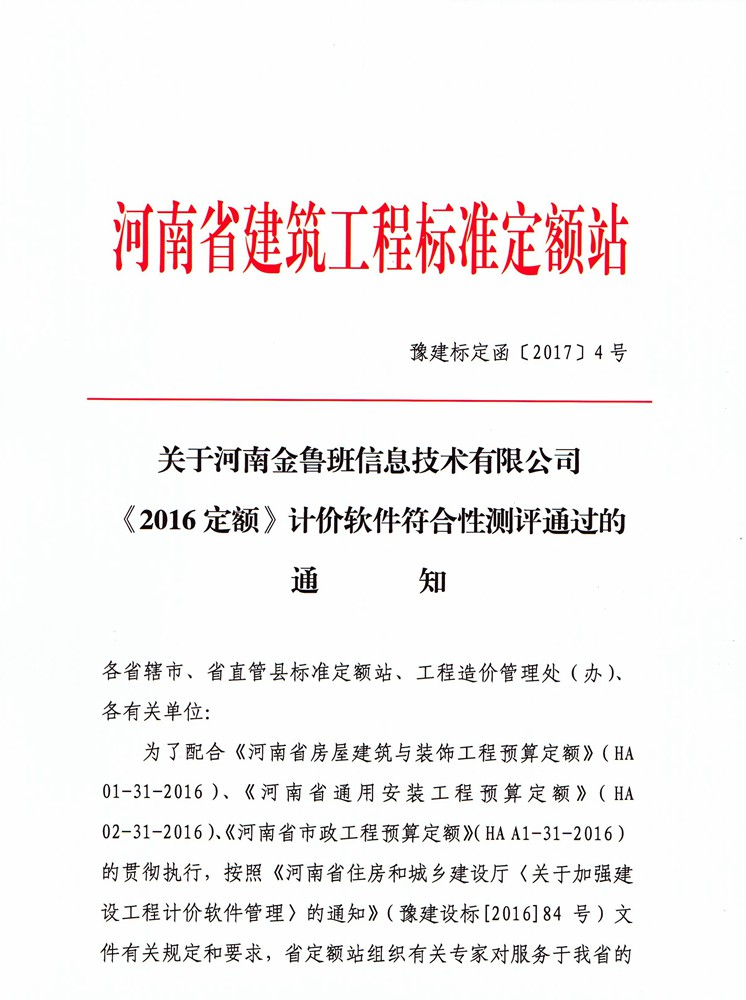 河南省建筑工程标准定额站
豫建标定函〔2017〕4号
关于河南金鲁班信息技术有限公司
《2016 定额》计价软件符合性测评通过的
通 知
各省辖市、省直管县标准定额站、工程造价管理处（办）、
各有关单位：
为了配合《河南省房屋建筑与装饰工程预算定额》（HA
01-31-2016）、《河南省通用安装工程预算定额》（HA
02-31-2016）、《河南省市政工程预算定额》（HA A1-31-2016）
的贯彻执行，按照《河南省住房和城乡建设厅〈关于加强建
设工程计价软件管理〉的通知》（豫建设标[2016]84 号）文
件有关规定和要求，省定额站组织有关专家对服务于我省的